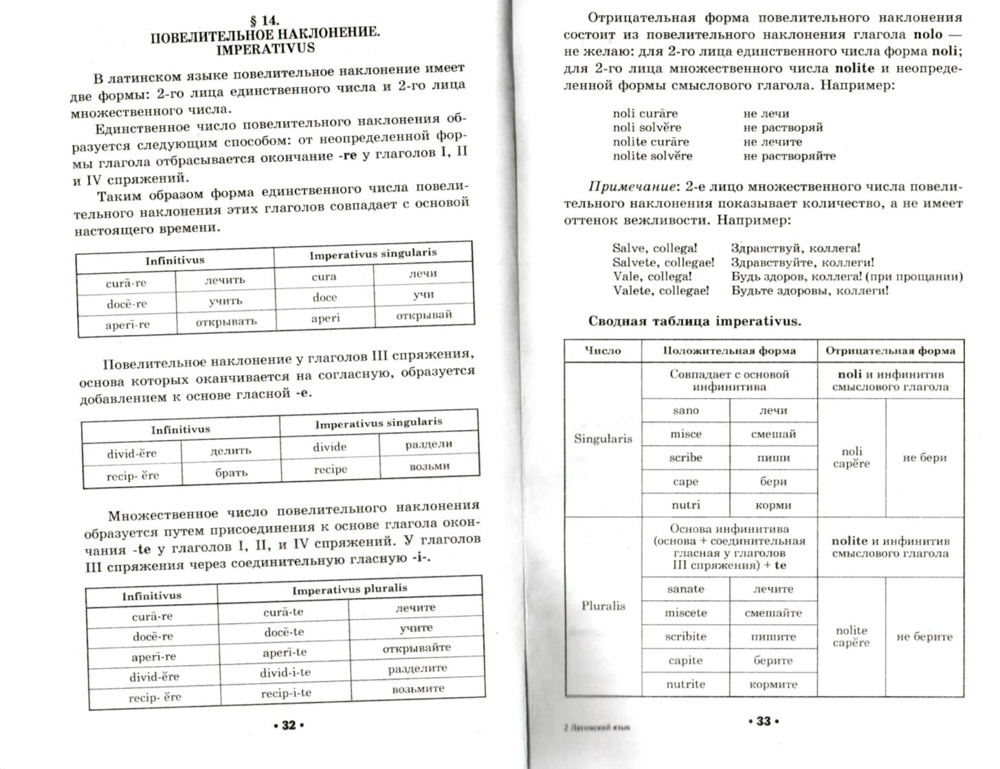 § 14.
ПОВЕЛИТЕЛЬНОЕ НАКЛОНЕНИЕ.
IMPERATIVUS
В латинском языке повелительное наклонение имеет
две формы: 2-го лица единственного числа и 2-го лица
множественного числа.
Единственное число повелительного наклонения об-
разуется следующим способом: от неопределенной фор-
мы глагола отбрасывается окончание -re у глаголов I, II
и IV спряжений.
Таким образом форма единственного числа повели-
тельного наклонения этих глаголов совпадает с основой
настоящего времени.
Infinitivus Imperativus singularis
curā-re лечить cura лечи
docē-re учить doce учи
aperī-re открывать aperi открывай
Повелительное наклонение у глаголов III спряжения,
основа которых оканчивается на согласную, образуется
добавлением к основе гласной -e.
Infinitivus Imperativus singularis
divid-ĕre делить divide раздели
recip- ĕre брать recipe возьми
Множественное число повелительного наклонения
образуется путем присоединения к основе глагола окон-
чания -te у глаголов I, II, и IV спряжений. У глаголов
III спряжения через соединительную гласную -i-.
Infinitivus Imperativus pluralis
curā-re curā-te лечите
docē-re docē-te учите
aperī-re aperī-te открывайте
divid-ĕre divid-i-te разделите
recip- ĕre recip-i-te возьмите
• 32 •
Отрицательная форма повелительного наклонения
состоит из повелительного наклонения глагола nolo —
не желаю: для 2-го лица единственного числа форма noli;
для 2-го лица множественного числа nolite и неопреде-
ленной формы смыслового глагола. Например:
noli curāre не лечи
noli solvĕre не растворяй
nolite curāre не лечите
nolite solvĕre не растворяйте
Примечание: 2-е лицо множественного числа повели-
тельного наклонения показывает количество, а не имеет
оттенок вежливости. Например:
Salve, collega! Здравствуй, коллега!
Salvete, collegae! Здравствуйте, коллеги!
Vale, collega! Будь здоров, коллега! (при прощании)
Valete, collegae! Будьте здоровы, коллеги!
Сводная таблица imperativus.
Число Положительная форма Отрицательная форма
Singularis
Совпадает с основой
инфинитива
noli и инфинитив
смыслового глагола
sano лечи
misce смешай
scribe пиши
cape бери
nutri корми
noli
capĕre
не бери
Pluralis
Основа инфинитива
(основа + соединительная
гласная у глаголов
III спряжения) + te
nolite и инфинитив
смыслового глагола
sanate лечите
miscete смешайте
scribite пишите
capite берите
nutrite кормите
nolite
capĕre
не берите
2 Латинский язык
• 33 •